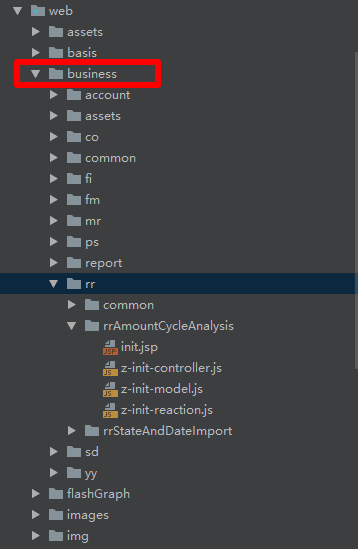 web
assets
basis
business
account
assets
co
common
fi
fm
mr
ps
report
rr
common
rrAmountCycleAnalysis
init.jsp
z-init-controller.js
z-init-model.js
z-init-reaction.js
rrStateAndDateImport
sd
yy
flashGraph
images
img